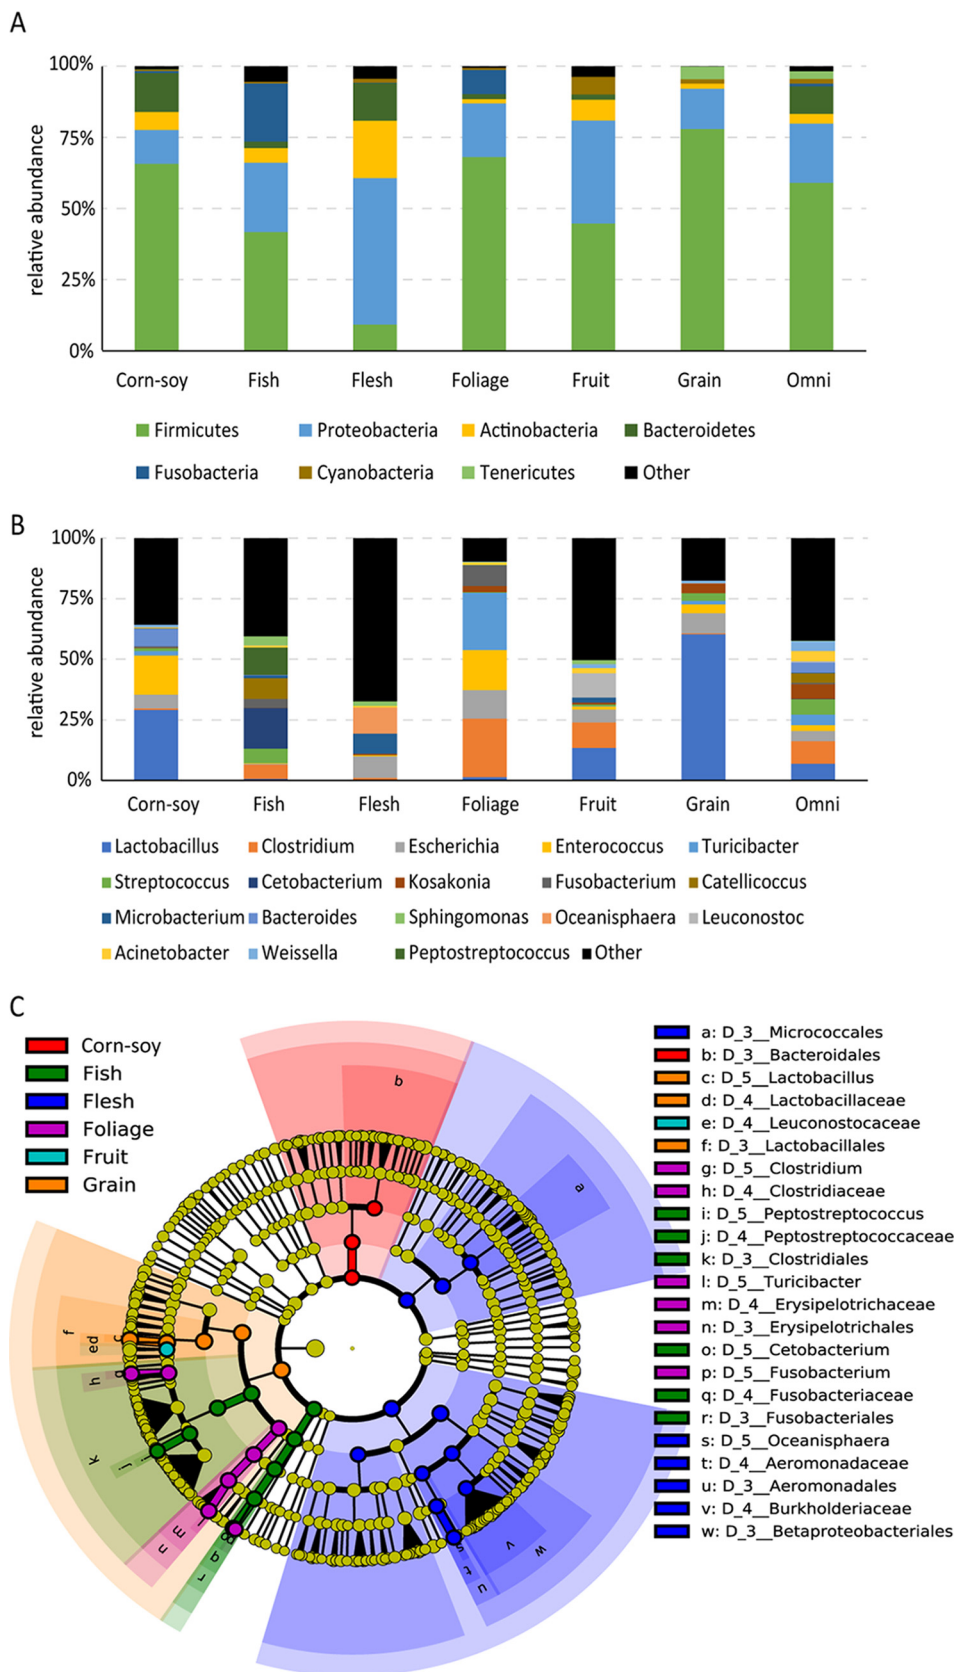 A
100%
75%
50%
25%
0%
relative abundance
Corn-soy Fish Flesh Foliage Fruit Grain Omni
Firmicutes Proteobacteria Actinobacteria Bacteroidetes
Fusobacteria Cyanobacteria Tenericutes Other
B
100%
75%
50%
25%
0%
relative abundance
Corn-soy Fish Flesh Foliage Fruit Grain Omni
Lactobacillus Clostridium Escherichia Enterococcus Turicibacter
Streptococcus Cetobacterium Kosakonia Fusobacterium Catellicoccus
Microbacterium Bacteroides Sphingomonas Oceanisphaera Leuconostoc
Acinetobacter Weissella Peptostreptococcus Other
C
Corn-soy
Fish
Flesh
Foliage
Fruit
Grain
b
a
f
e d c
h g
k
j i
n m l
r q
s
t
u
v
w
a: D_3__Micrococcales
b: D_3__Bacteroidales
c: D_5__Lactobacillus
d: D_4__Lactobacillaceae
e: D_4__Leuconostocaceae
f: D_3__Lactobacillales
g: D_5__Clostridium
h: D_4__Clostridiaceae
i: D_5__Peptostreptococcus
j: D_4__Peptostreptococcaceae
k: D_3__Clostridiales
l: D_5__Turicibacter
m: D_4__Erysipelotrichaceae
n: D_3__Erysipelotrichales
o: D_5__Cetobacterium
p: D_5__Fusobacterium
q: D_4__Fusobacteriaceae
r: D_3__Fusobacteriales
s: D_5__Oceanisphaera
t: D_4__Aeromonadaceae
u: D_3__Aeromonadales
v: D_4__Burkholderiaceae
w: D_3__Betaproteobacteriales